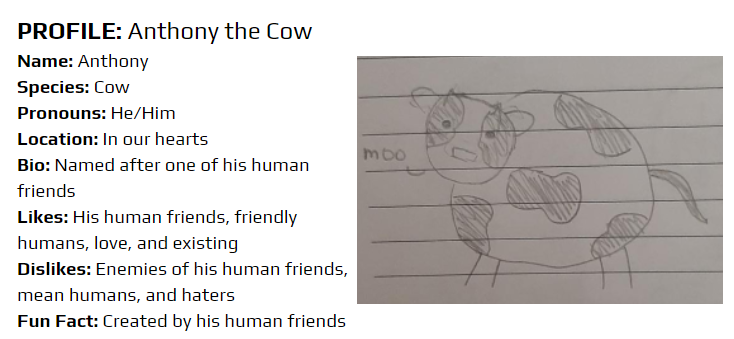 PROFILE: Anthony the Cow
Name: Anthony
Species: Cow
Pronouns: He/Him
Location: In our hearts
Bio: Named after one of his human
friends
Likes: His human friends, friendly
humans, love, and existing
Dislikes: Enemies of his human friends,
mean humans, and haters
Fun Fact: Created by his human friends
moo